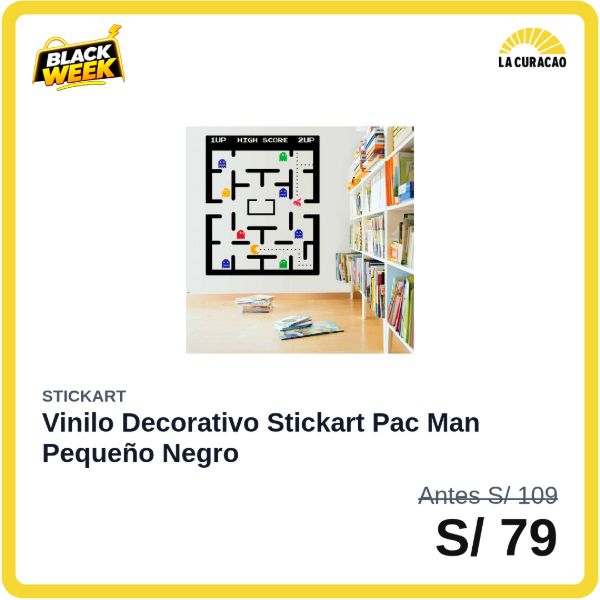 BLACK
WEEK
LA CURACAO
1UP HIGH SCORE 2UP
STICKART
Vinilo Decorativo Stickart Pac Man
Pequeño Negro
Antes S/ 109
S/ 79